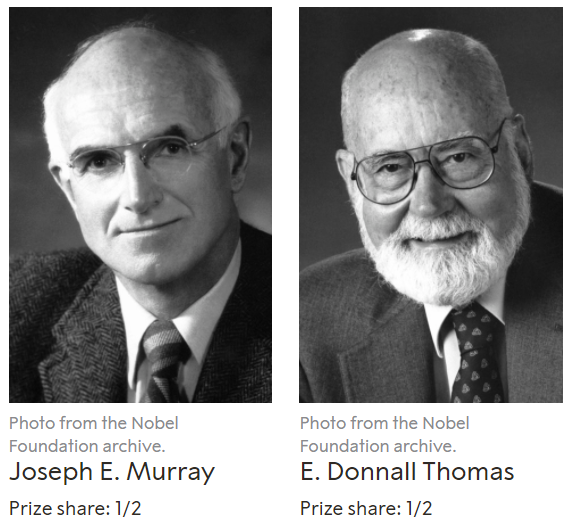 Photo from the Nobel
Foundation archive.
Joseph E. Murray
Prize share: 1/2
Photo from the Nobel
Foundation archive.
E. Donnall Thomas
Prize share: 1/2